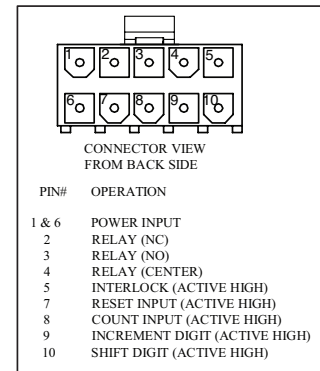 1 2 3 4 5
6 7 8 9 10
CONNECTOR VIEW
FROM BACK SIDE
PIN# OPERATION
1 & 6 POWER INPUT
2 RELAY (NC)
3 RELAY (NO)
4 RELAY (CENTER)
5 INTERLOCK (ACTIVE HIGH)
7 RESET INPUT (ACTIVE HIGH)
8 COUNT INPUT (ACTIVE HIGH)
9 INCREMENT DIGIT (ACTIVE HIGH)
10 SHIFT DIGIT (ACTIVE HIGH)